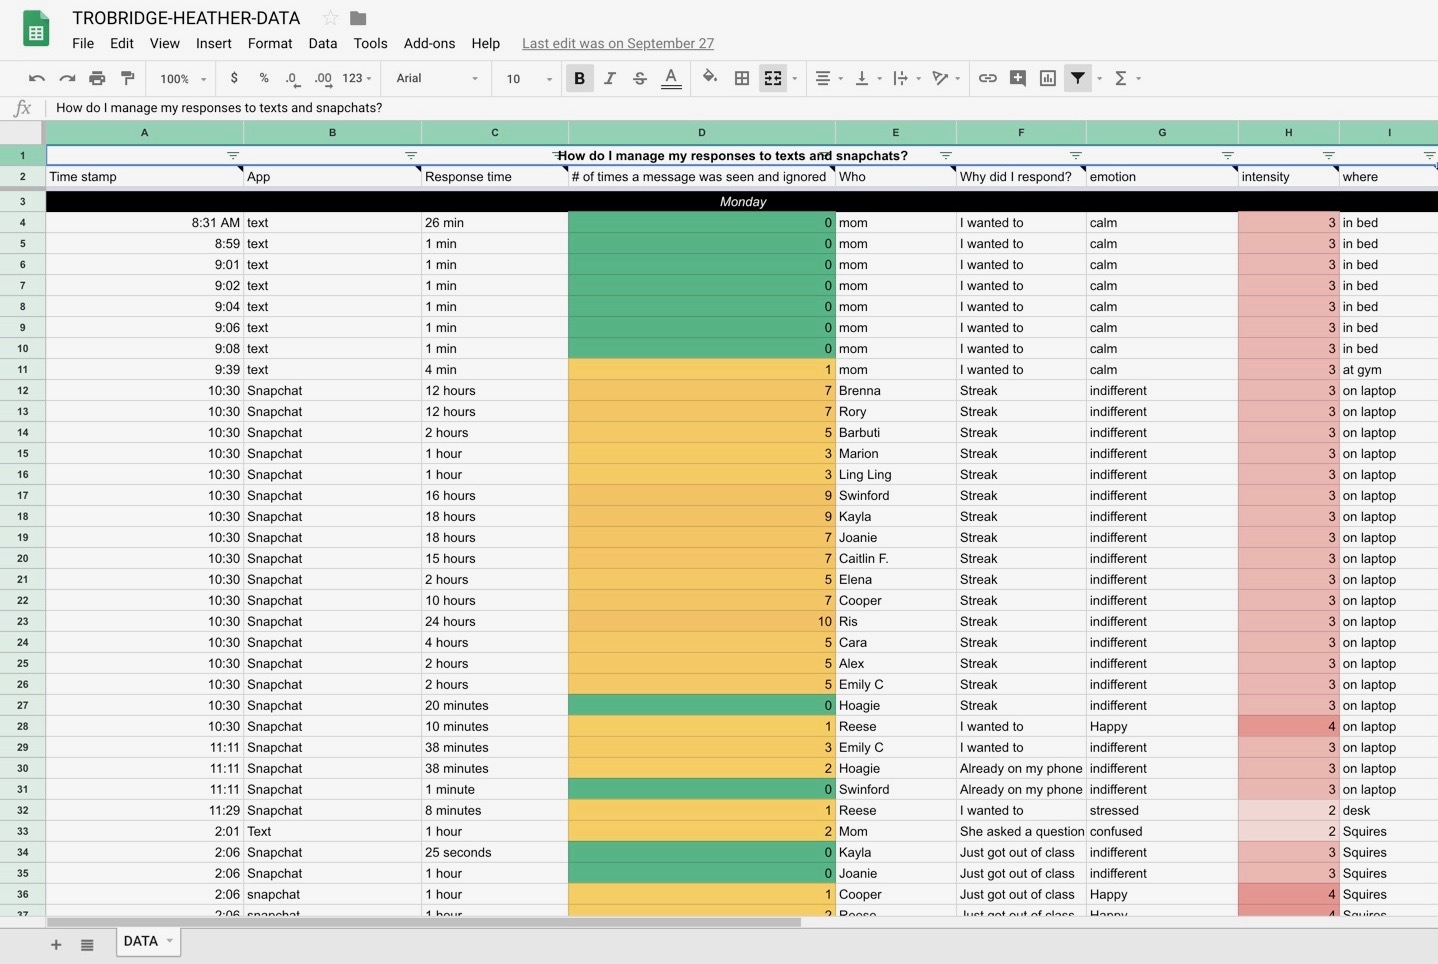 TROBRIDGE-HEATHER-DATA
File Edit View Insert Format Data Tools Add-ons Help Last edit was on September 27
100% $ % .0 .00 123 Arial 10 B I S A Σ
fx How do I manage my responses to texts and snapchats?
A B C D E F G H I
1 How do I manage my responses to texts and snapchats?
2 Time stamp App Response time # of times a message was seen and ignored Who Why did I respond? emotion intensity where
3 Monday
4 8:31 AM text 26 min 0 mom I wanted to calm 3 in bed
5 8:59 text 1 min 0 mom I wanted to calm 3 in bed
6 9:01 text 1 min 0 mom I wanted to calm 3 in bed
7 9:02 text 1 min 0 mom I wanted to calm 3 in bed
8 9:04 text 1 min 0 mom I wanted to calm 3 in bed
9 9:06 text 1 min 0 mom I wanted to calm 3 in bed
10 9:08 text 1 min 0 mom I wanted to calm 3 in bed
11 9:39 text 4 min 1 mom I wanted to calm 3 at gym
12 10:30 Snapchat 12 hours 7 Brenna Streak indifferent 3 on laptop
13 10:30 Snapchat 12 hours 7 Rory Streak indifferent 3 on laptop
14 10:30 Snapchat 2 hours 5 Barbuti Streak indifferent 3 on laptop
15 10:30 Snapchat 1 hour 3 Marion Streak indifferent 3 on laptop
16 10:30 Snapchat 1 hour 3 Ling Ling Streak indifferent 3 on laptop
17 10:30 Snapchat 16 hours 9 Swinford Streak indifferent 3 on laptop
18 10:30 Snapchat 18 hours 9 Kayla Streak indifferent 3 on laptop
19 10:30 Snapchat 18 hours 7 Joanie Streak indifferent 3 on laptop
20 10:30 Snapchat 15 hours 7 Caitlin F. Streak indifferent 3 on laptop
21 10:30 Snapchat 2 hours 5 Elena Streak indifferent 3 on laptop
22 10:30 Snapchat 10 hours 7 Cooper Streak indifferent 3 on laptop
23 10:30 Snapchat 24 hours 10 Ris Streak indifferent 3 on laptop
24 10:30 Snapchat 4 hours 5 Cara Streak indifferent 3 on laptop
25 10:30 Snapchat 2 hours 5 Alex Streak indifferent 3 on laptop
26 10:30 Snapchat 2 hours 5 Emily C Streak indifferent 3 on laptop
27 10:30 Snapchat 20 minutes 0 Hoagie Streak indifferent 3 on laptop
28 10:30 Snapchat 10 minutes 1 Reese I wanted to Happy 4 on laptop
29 11:11 Snapchat 38 minutes 3 Emily C I wanted to indifferent 3 on laptop
30 11:11 Snapchat 38 minutes 2 Hoagie Already on my phone indifferent 3 on laptop
31 11:11 Snapchat 1 minute 0 Swinford Already on my phone indifferent 3 on laptop
32 11:29 Snapchat 8 minutes 1 Reese I wanted to stressed 2 desk
33 2:01 Text 1 hour 2 Mom She asked a question confused 2 Squires
34 2:06 Snapchat 25 seconds 0 Kayla Just got out of class indifferent 3 Squires
35 2:06 Snapchat 1 hour 0 Joanie Just got out of class indifferent 3 Squires
36 2:06 snapchat 1 hour 1 Cooper Just got out of class Happy 4 Squires
37 2:06 snapchat 1 hour 2 Reese Just got out of class Happy 4 Squires
+ DATA